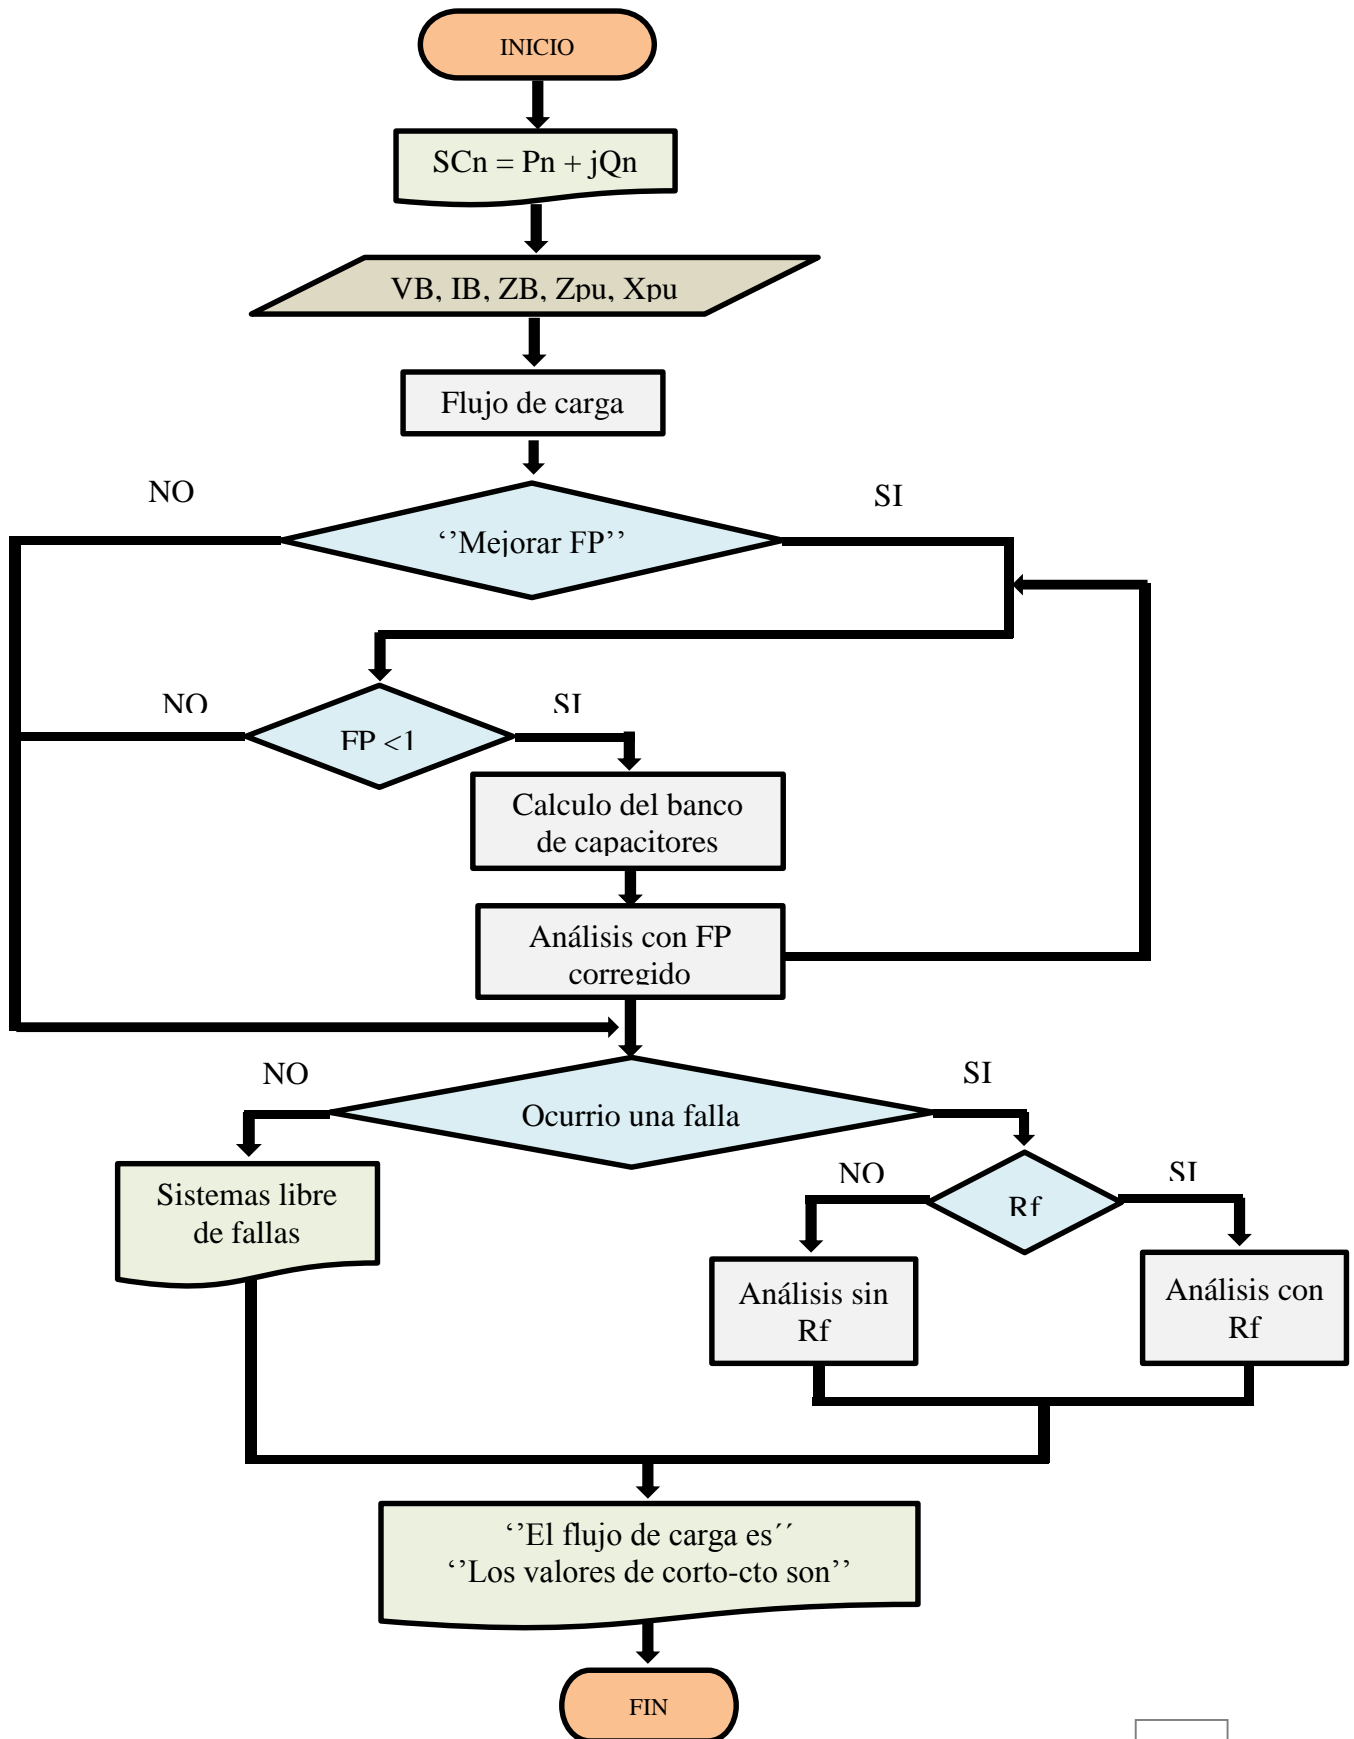 INICIO
SCn = Pn + jQn
VB, IB, ZB, Zpu, Xpu
Flujo de carga
NO
SI
‘’Mejorar FP’’
NO
SI
FP <1
Calculo del banco
de capacitores
Análisis con FP
corregido
NO
SI
Ocurrio una falla
Sistemas libre
de fallas
NO
SI
Rf
Análisis sin
Rf
Análisis con
Rf
‘’El flujo de carga es´´
‘’Los valores de corto-cto son’’
FIN